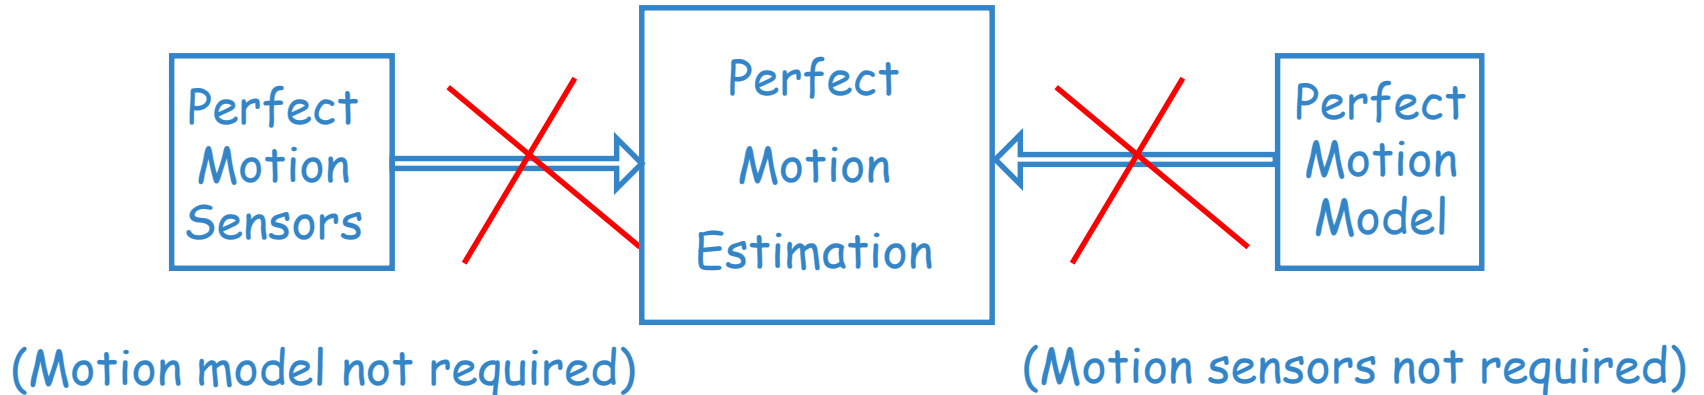 Perfect
Motion
Sensors
Perfect
Motion
Estimation
Perfect
Motion
Model
(Motion model not required)
(Motion sensors not required)